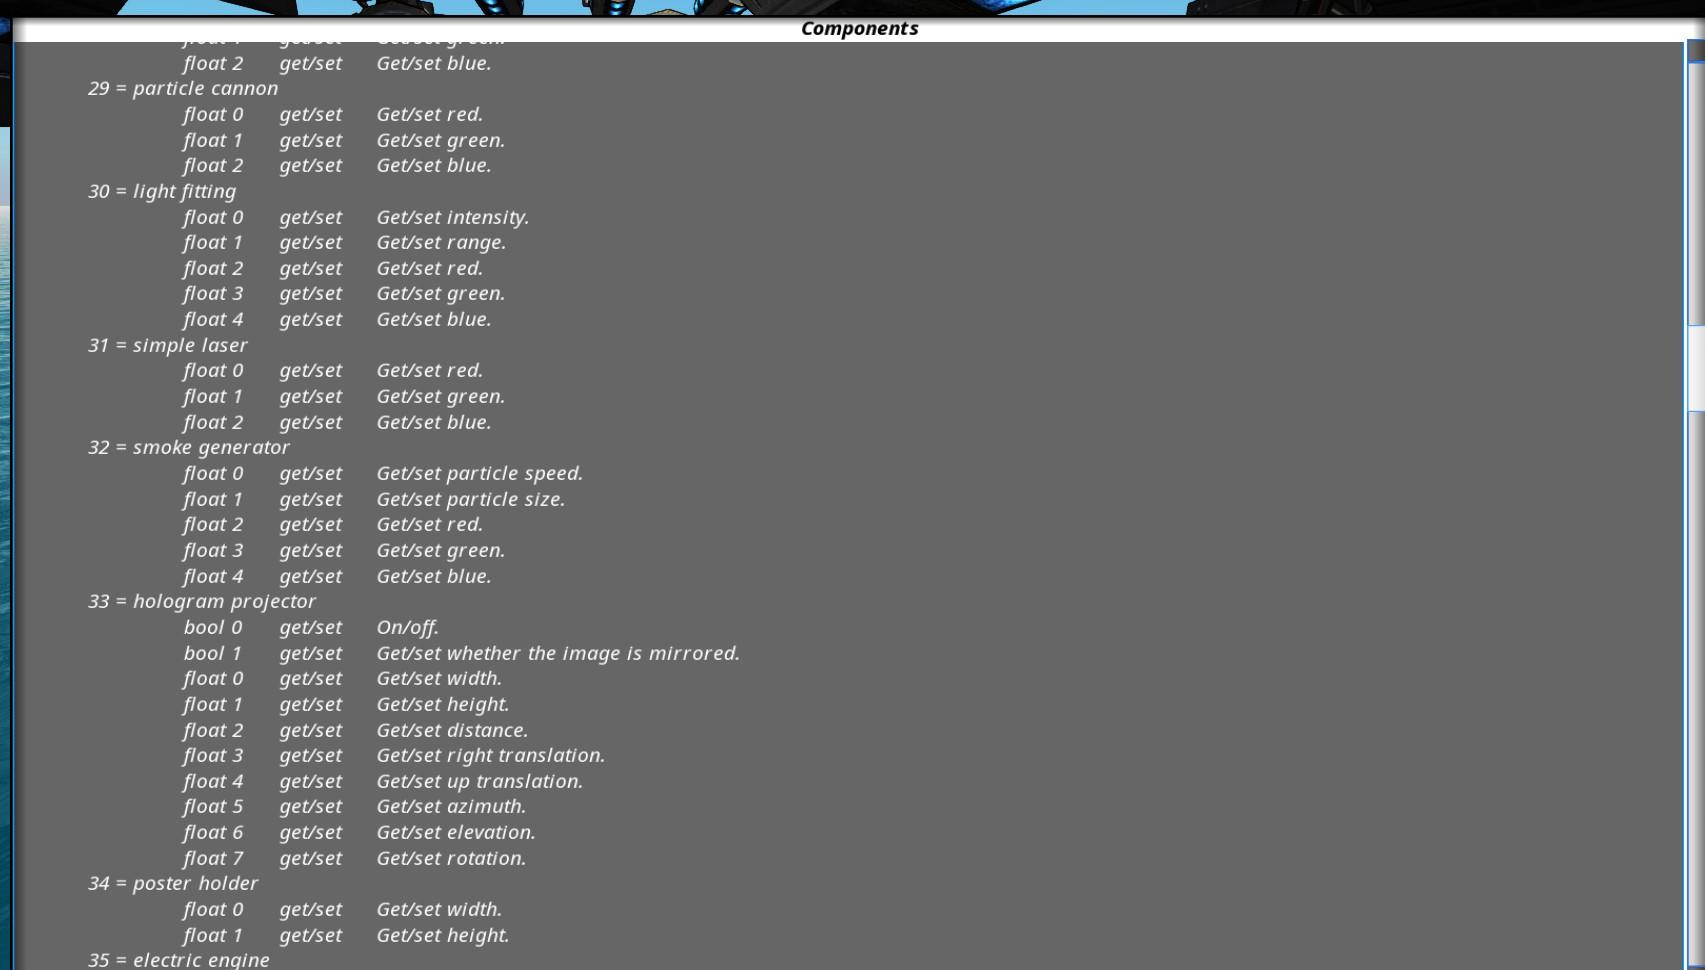 Components
float 1 get/set Get/set green.
float 2 get/set Get/set blue.
29 = particle cannon
float 0 get/set Get/set red.
float 1 get/set Get/set green.
float 2 get/set Get/set blue.
30 = light fitting
float 0 get/set Get/set intensity.
float 1 get/set Get/set range.
float 2 get/set Get/set red.
float 3 get/set Get/set green.
float 4 get/set Get/set blue.
31 = simple laser
float 0 get/set Get/set red.
float 1 get/set Get/set green.
float 2 get/set Get/set blue.
32 = smoke generator
float 0 get/set Get/set particle speed.
float 1 get/set Get/set particle size.
float 2 get/set Get/set red.
float 3 get/set Get/set green.
float 4 get/set Get/set blue.
33 = hologram projector
bool 0 get/set On/off.
bool 1 get/set Get/set whether the image is mirrored.
float 0 get/set Get/set width.
float 1 get/set Get/set height.
float 2 get/set Get/set distance.
float 3 get/set Get/set right translation.
float 4 get/set Get/set up translation.
float 5 get/set Get/set azimuth.
float 6 get/set Get/set elevation.
float 7 get/set Get/set rotation.
34 = poster holder
float 0 get/set Get/set width.
float 1 get/set Get/set height.
35 = electric engine